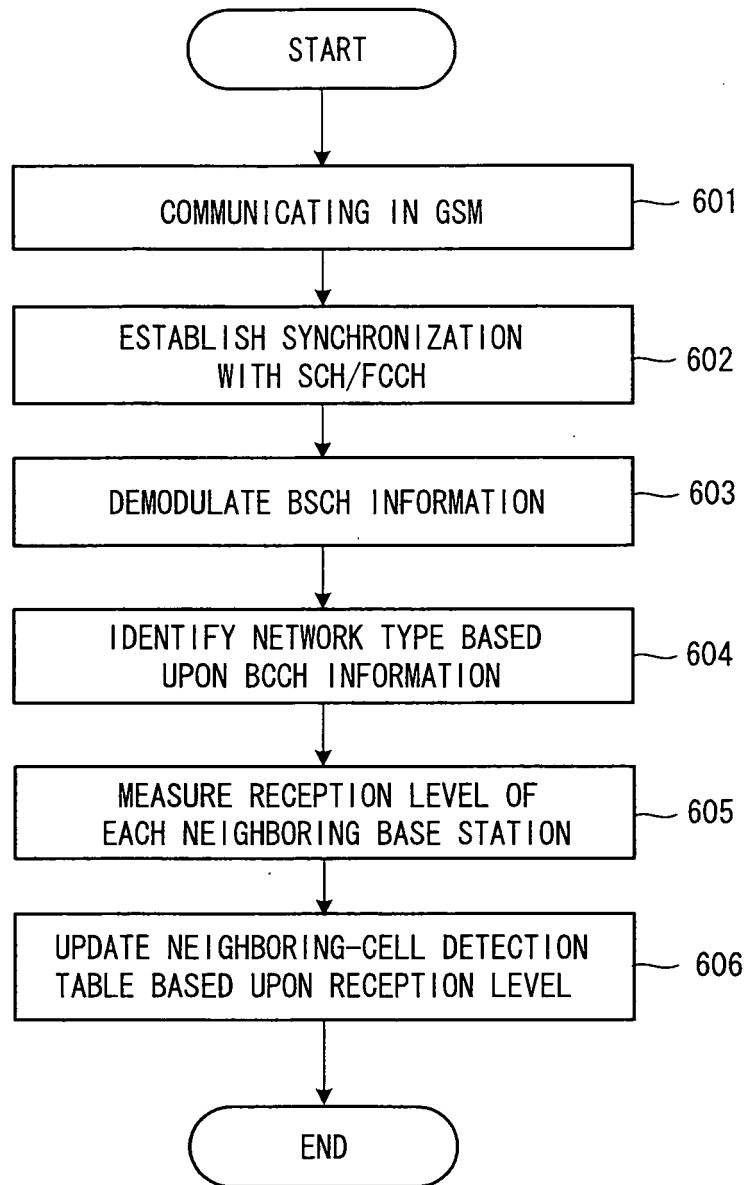 START
COMMUNICATING IN GSM
601
ESTABLISH SYNCHRONIZATION
WITH SCH/FCCH
602
DEMODULATE BSCH INFORMATION
603
IDENTIFY NETWORK TYPE BASED
UPON BCCH INFORMATION
604
MEASURE RECEPTION LEVEL OF
EACH NEIGHBORING BASE STATION
605
UPDATE NEIGHBORING-CELL DETECTION
TABLE BASED UPON RECEPTION LEVEL
606
END